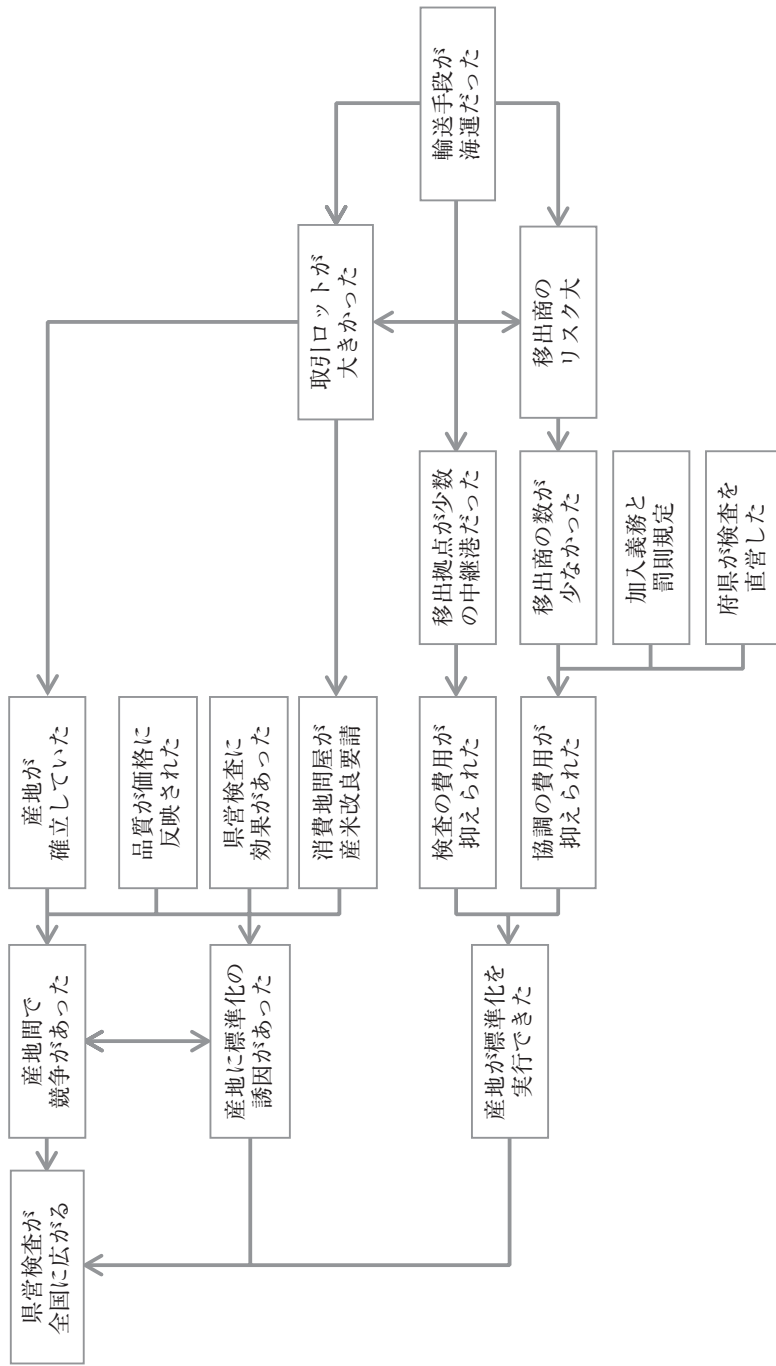 県営検査が
全国に広がる
産地間で
競争があった
産地に標準化の
誘因があった
産地が標準化を
実行できた
産地が
確立していた
品質が価格に
反映された
県営検査に
効果があった
消費地問屋が
産米改良要請
検査の費用が
抑えられた
協調の費用が
抑えられた
移出拠点が少数
の中継港だった
移出商の数が
少なかった
加入義務と
罰則規定
府県が検査を
直営した
取引ロットが
大きかった
移出商の
リスク大
輸送手段が
海運だった